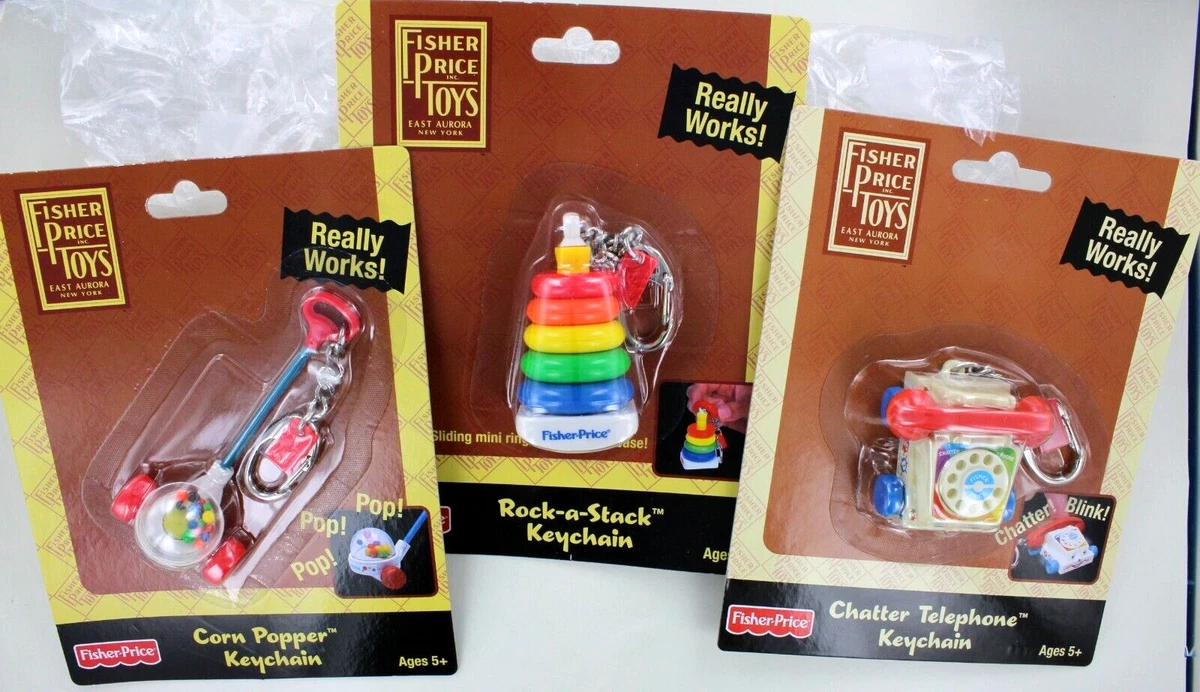 FISHER
PRICE
INC.
TOYS
EAST AURORA
NEW YORK
Really
Works!
Pop!
Pop!
Pop!
Fisher-Price
Corn Popper™
Keychain
Ages 5+
FISHER
PRICE
INC.
TOYS
EAST AURORA
NEW YORK
Really
Works!
Fisher-Price®
Sliding mini
Rock-a-Stack™
Keychain
Ages
FISHER
PRICE
INC.
TOYS
EAST AURORA
NEW YORK
Really
Works!
Chatter!
Blink!
Fisher-Price
Chatter Telephone™
Keychain
Ages 5+